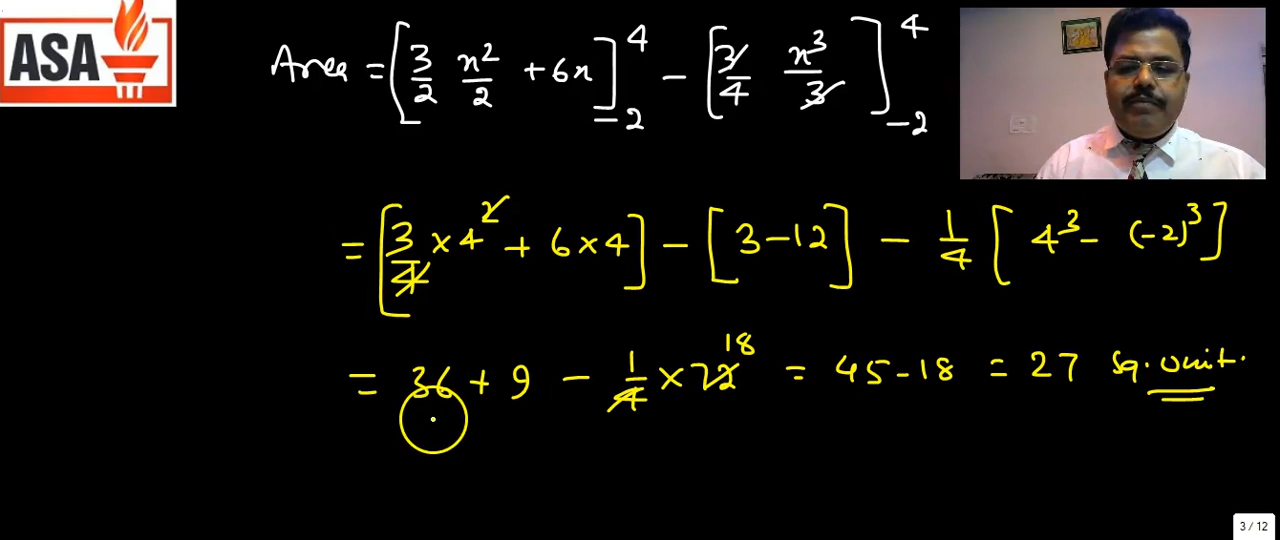 ASA
Area = [3/2 x²/2 + 6x]₋₂⁴ − [3/4 x³/3]₋₂⁴
= [3/4 × 4² + 6 × 4] − [3 − 12] − 1/4 [4³ − (−2)³]
= 36 + 9 − 1/4 × 72 18 = 45 − 18 = 27 sq. unit.
3 / 12